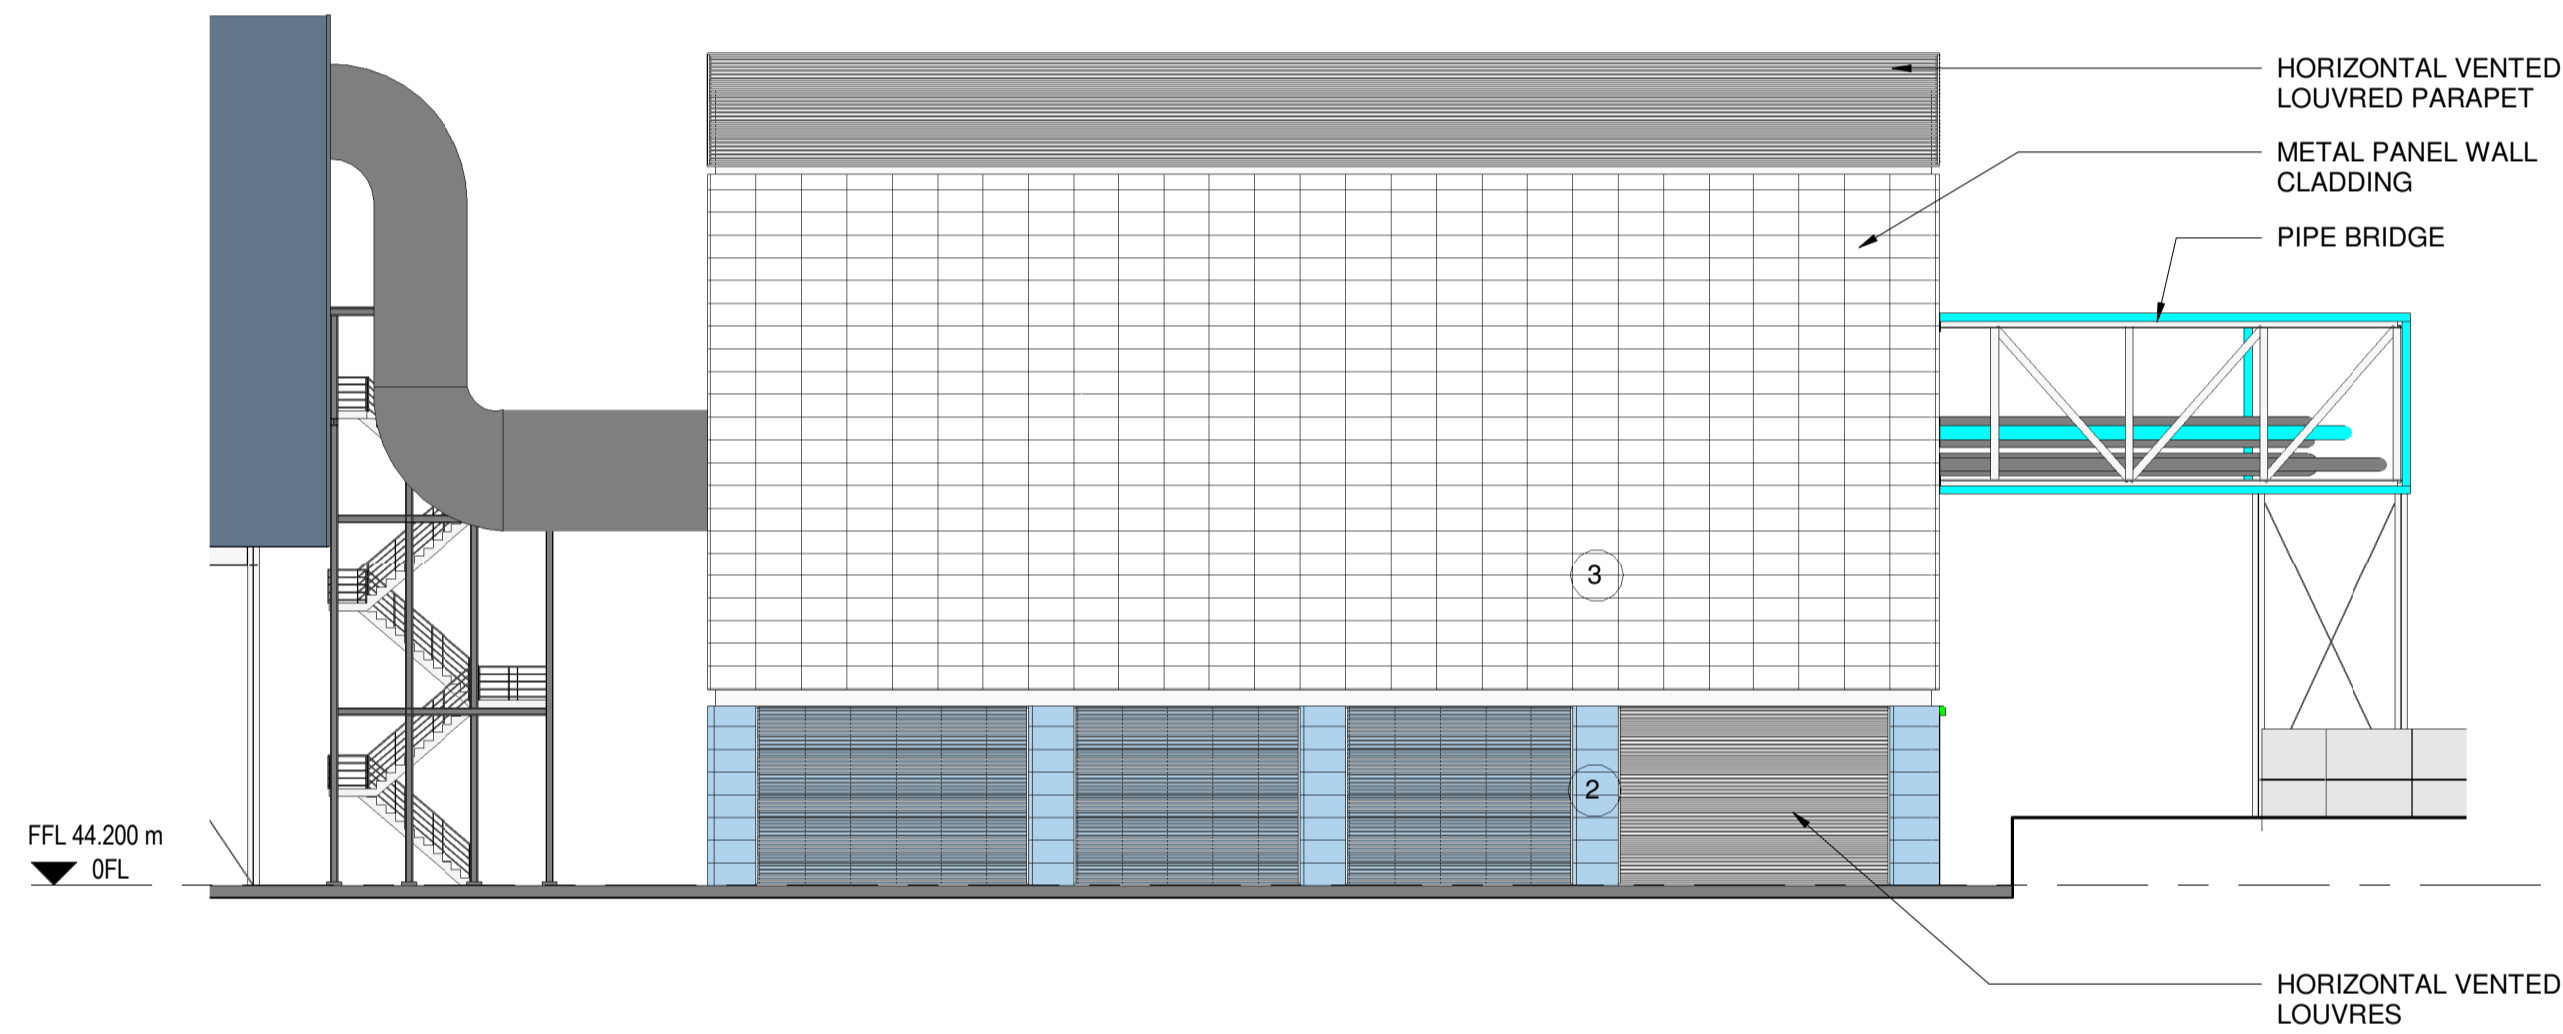 HORIZONTAL VENTED
LOUVRED PARAPET
METAL PANEL WALL
CLADDING
PIPE BRIDGE
3
2
FFL 44.200 m
0FL
HORIZONTAL VENTED
LOUVRES